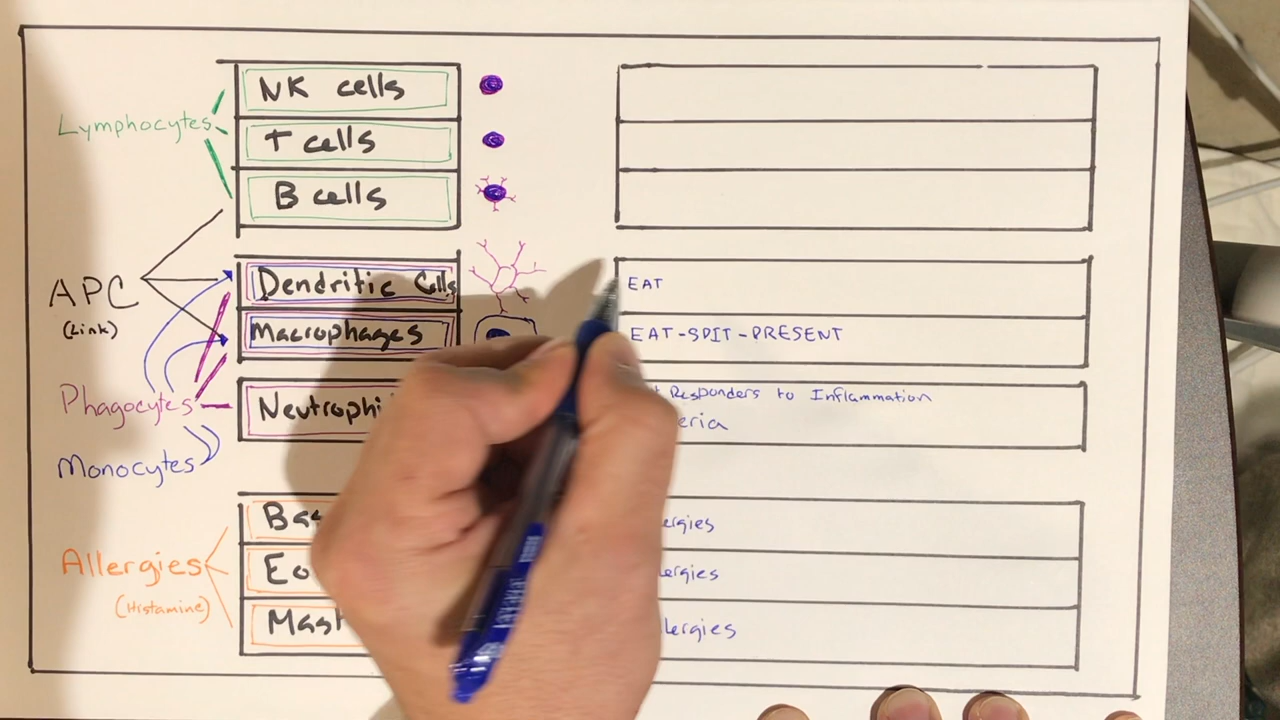 Lymphocytes
NK cells
T cells
B cells
APC
(Link)
Dendritic Cells
EAT
Macrophages
EAT-SPIT-PRESENT
Phagocytes
Monocytes
Responders to Inflammation
Allergies
(Histamine)